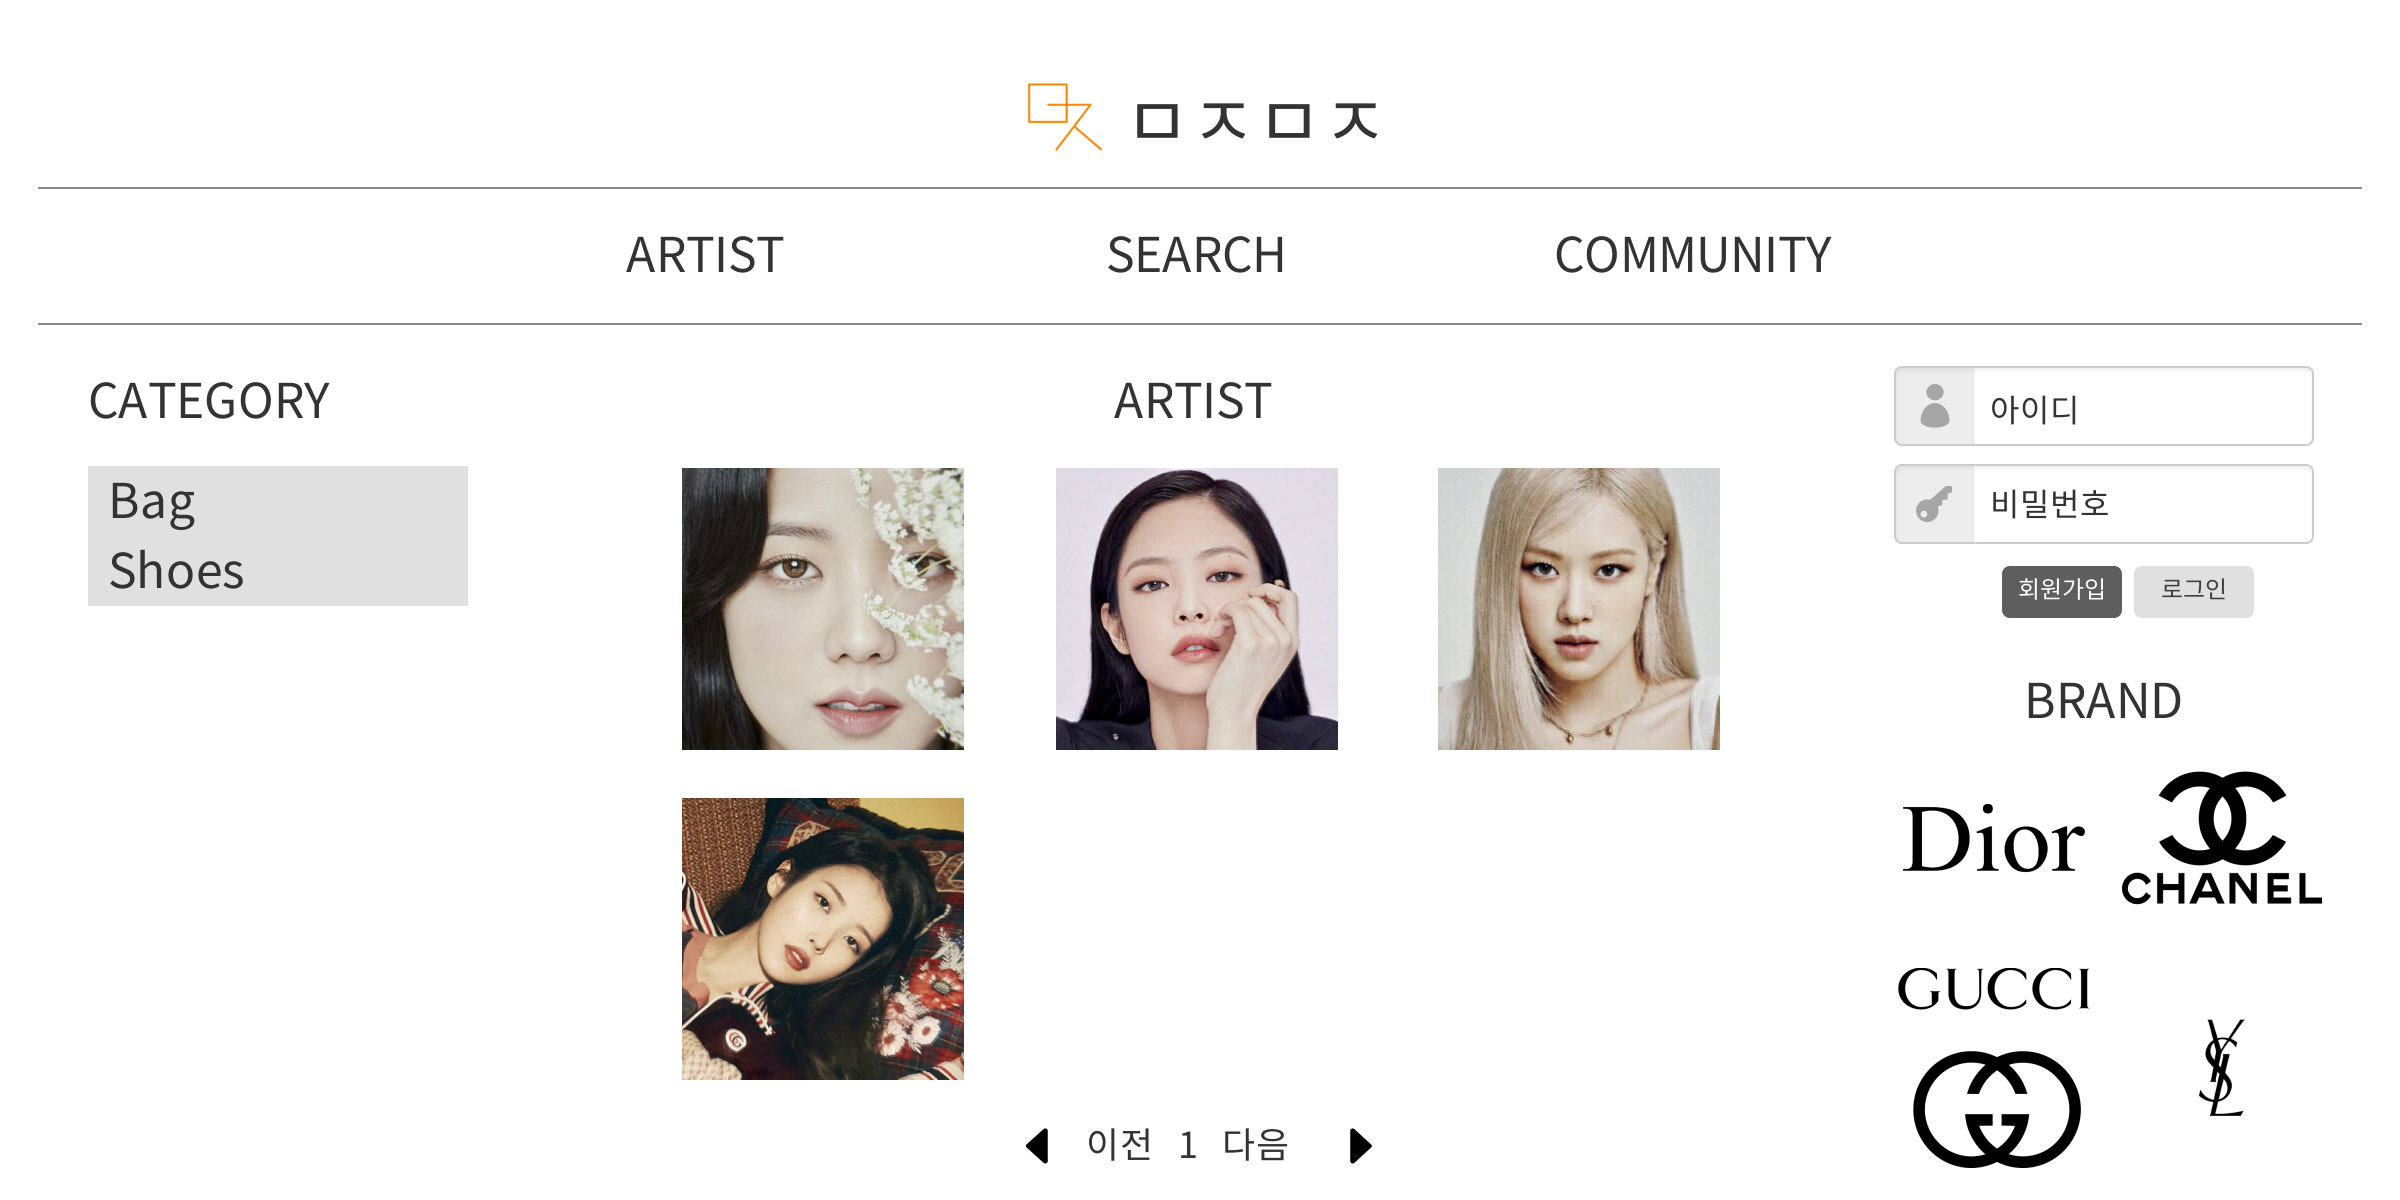 ㅁㅈㅁㅈ
ARTIST SEARCH COMMUNITY
CATEGORY
Bag
Shoes
ARTIST
이전 1 다음
아이디
비밀번호
회원가입 로그인
BRAND
Dior
CHANEL
GUCCI
YSL